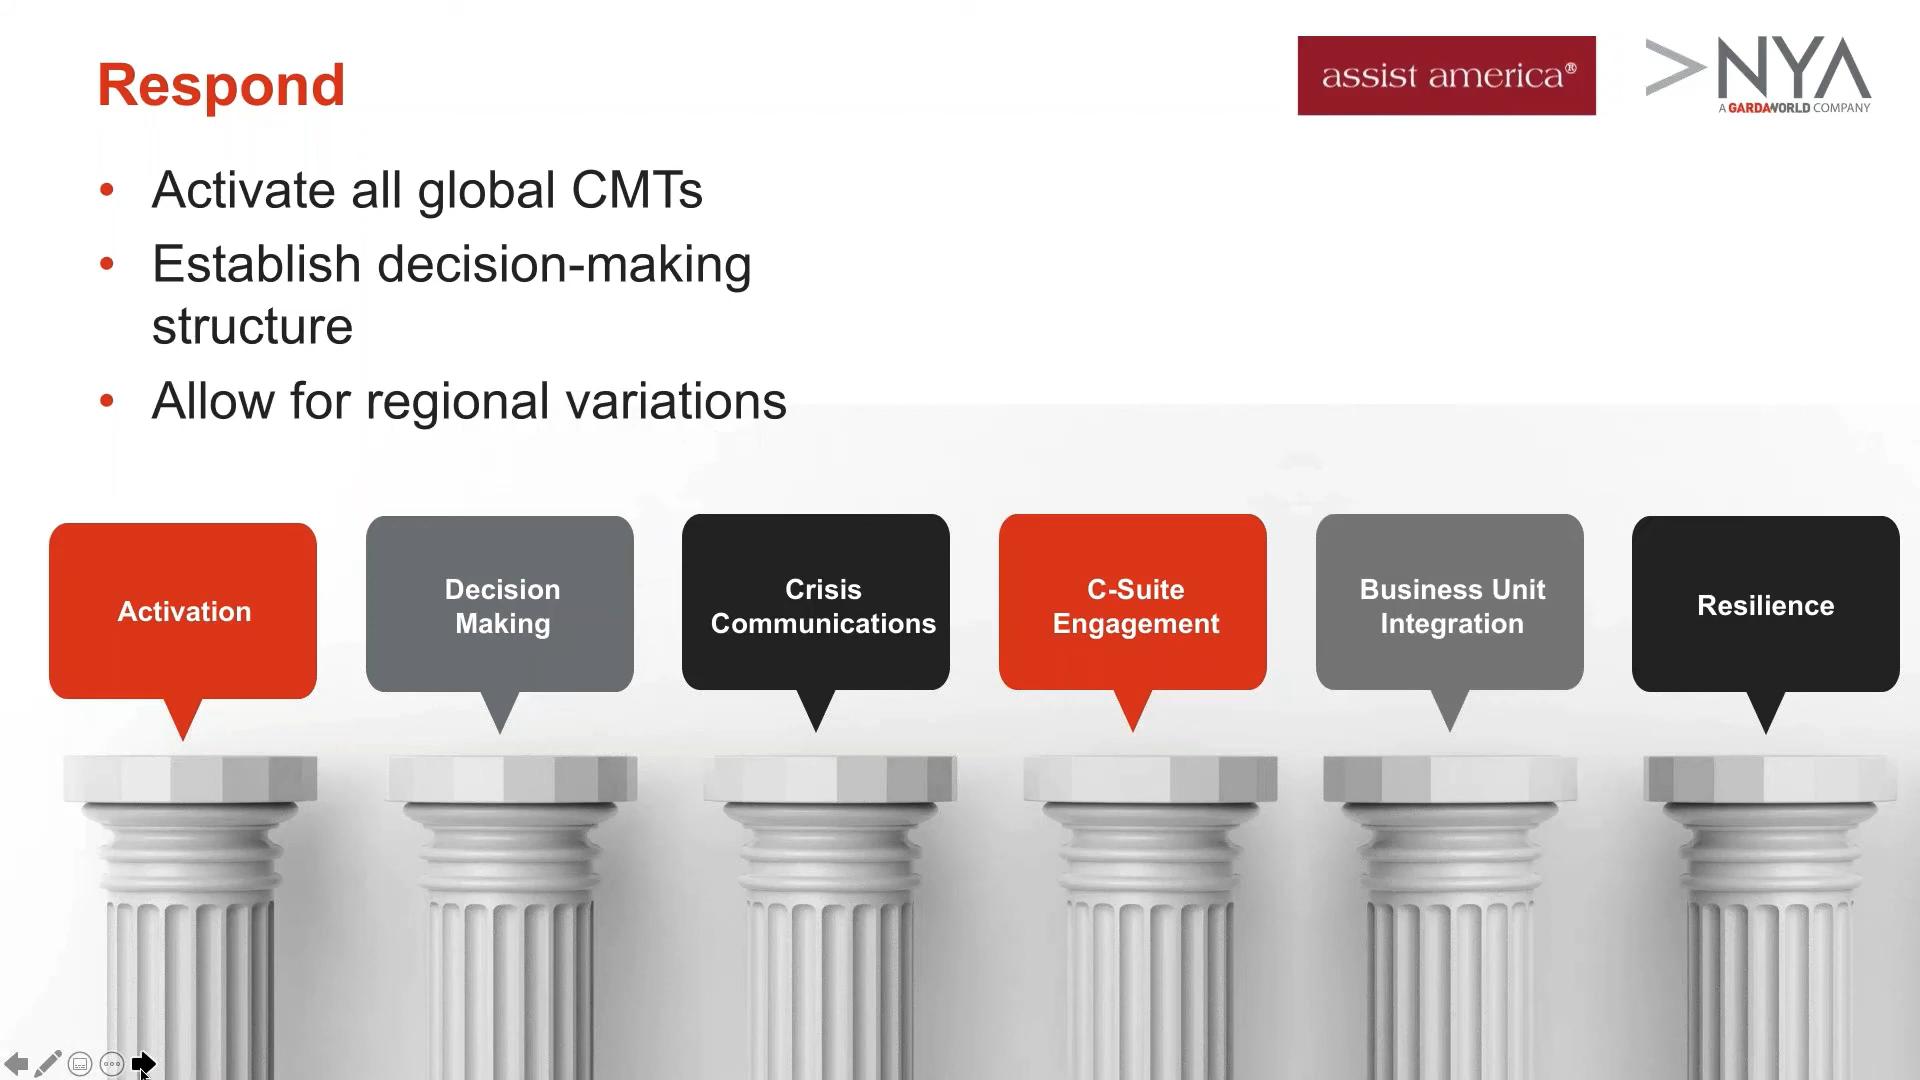 Respond
assist america®
NYA
A GARDAWORLD COMPANY
• Activate all global CMTs
• Establish decision-making
structure
• Allow for regional variations
Activation
Decision
Making
Crisis
Communications
C-Suite
Engagement
Business Unit
Integration
Resilience